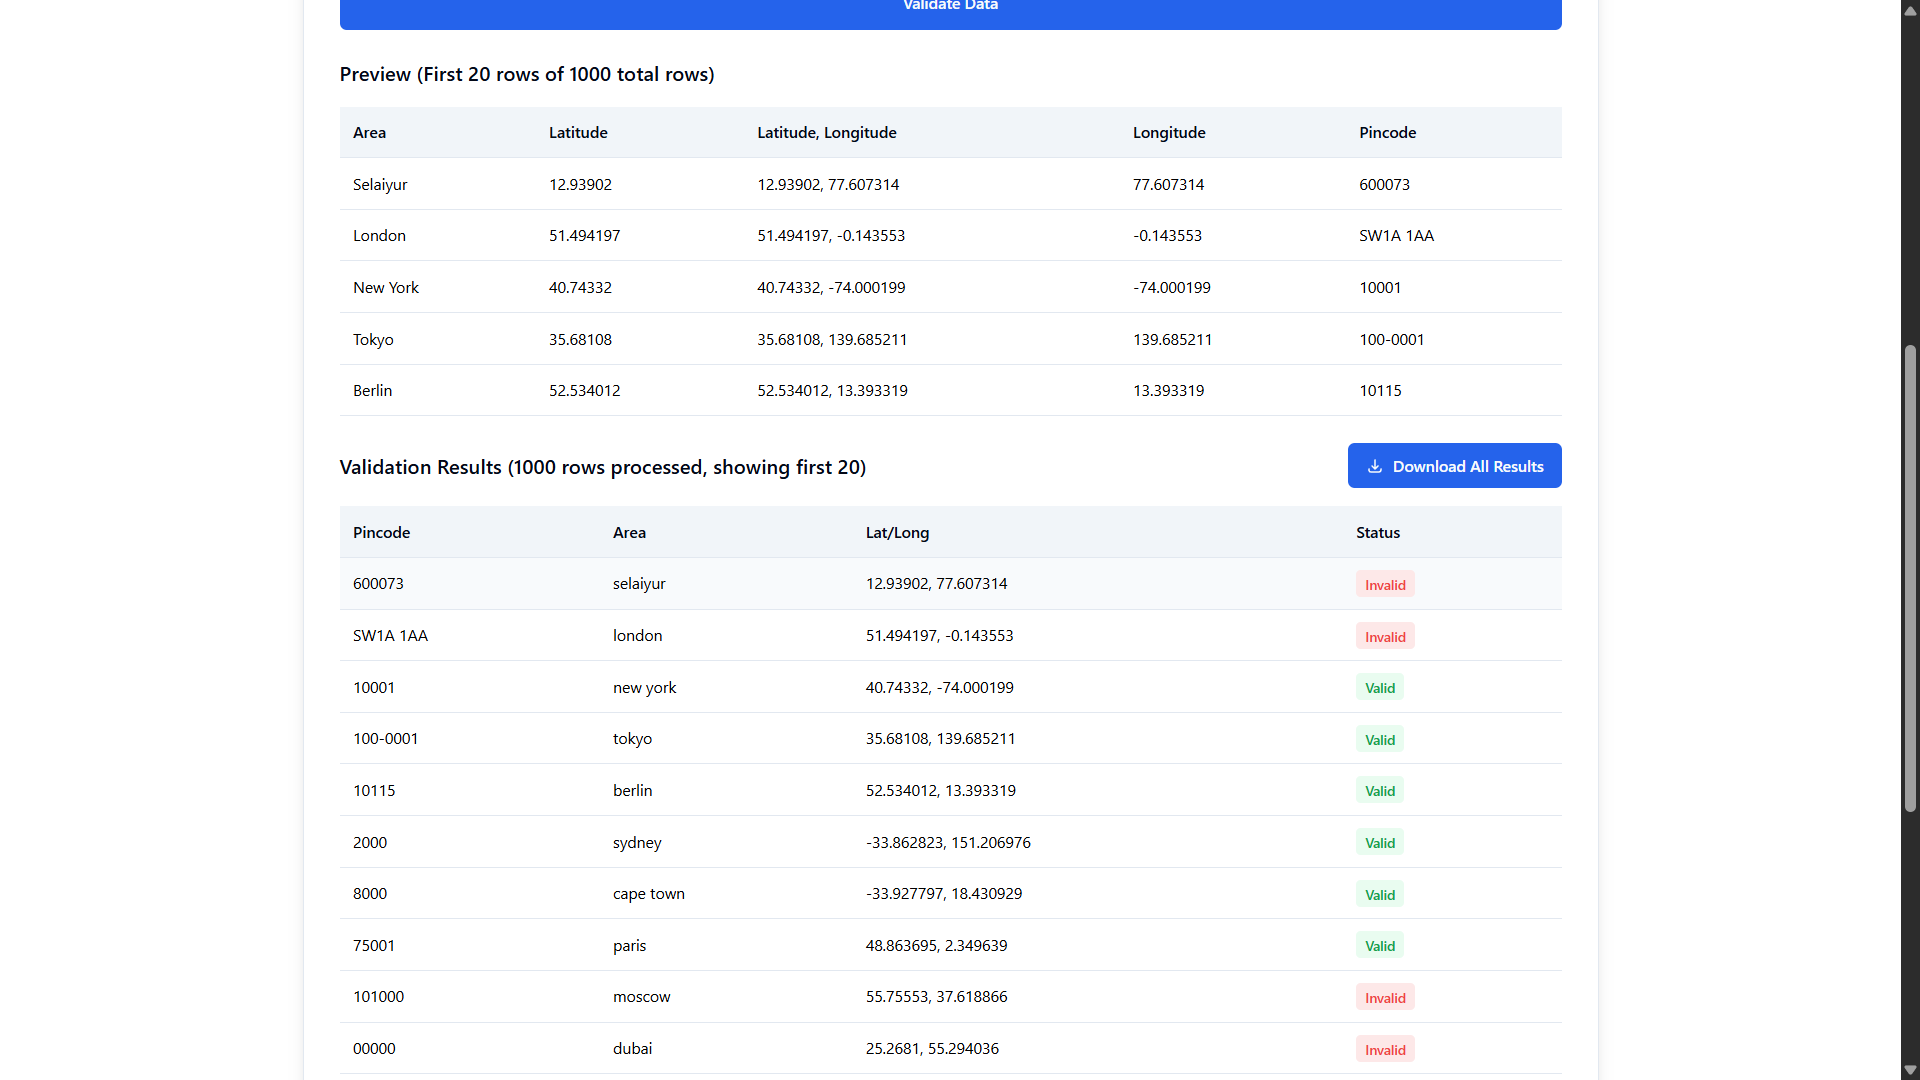 Validate Data
Preview (First 20 rows of 1000 total rows)
Area Latitude Latitude, Longitude Longitude Pincode
Selaiyur 12.93902 12.93902, 77.607314 77.607314 600073
London 51.494197 51.494197, -0.143553 -0.143553 SW1A 1AA
New York 40.74332 40.74332, -74.000199 -74.000199 10001
Tokyo 35.68108 35.68108, 139.685211 139.685211 100-0001
Berlin 52.534012 52.534012, 13.393319 13.393319 10115
Validation Results (1000 rows processed, showing first 20) Download All Results
Pincode Area Lat/Long Status
600073 selaiyur 12.93902, 77.607314 Invalid
SW1A 1AA london 51.494197, -0.143553 Invalid
10001 new york 40.74332, -74.000199 Valid
100-0001 tokyo 35.68108, 139.685211 Valid
10115 berlin 52.534012, 13.393319 Valid
2000 sydney -33.862823, 151.206976 Valid
8000 cape town -33.927797, 18.430929 Valid
75001 paris 48.863695, 2.349639 Valid
101000 moscow 55.75553, 37.618866 Invalid
00000 dubai 25.2681, 55.294036 Invalid